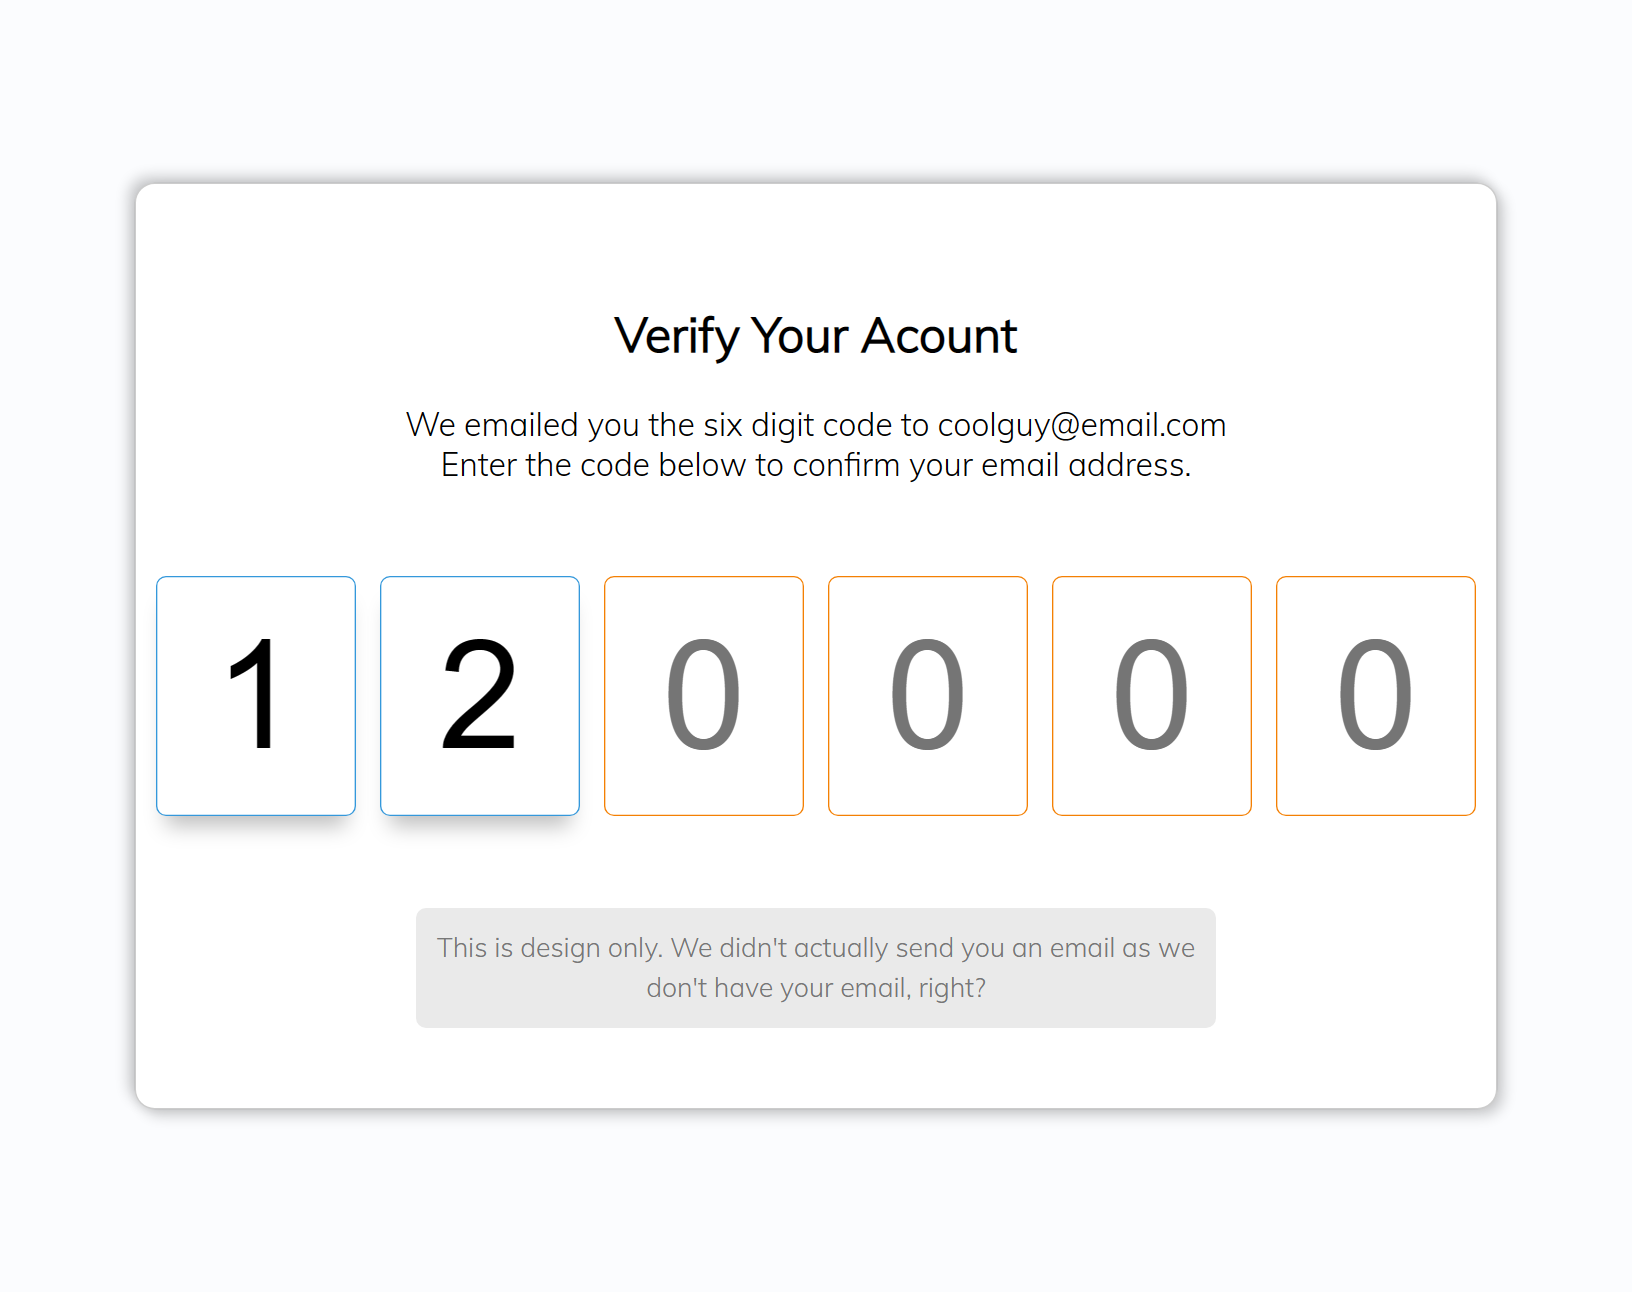 Verify Your Acount
We emailed you the six digit code to coolguy@email.com
Enter the code below to confirm your email address.
1 2 0 0 0 0
This is design only. We didn't actually send you an email as we
don't have your email, right?